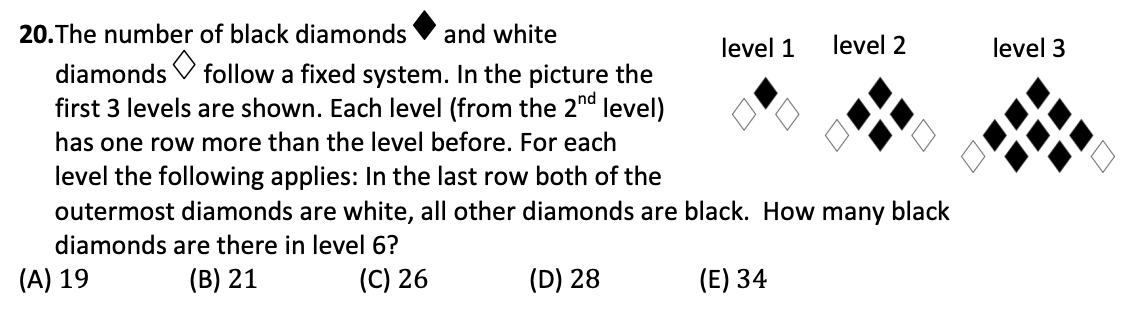 20.The number of black diamonds ♦ and white
level 1 level 2 level 3
diamonds ♢ follow a fixed system. In the picture the
first 3 levels are shown. Each level (from the 2nd level)
has one row more than the level before. For each
level the following applies: In the last row both of the
outermost diamonds are white, all other diamonds are black. How many black
diamonds are there in level 6?
(A) 19 (B) 21 (C) 26 (D) 28 (E) 34